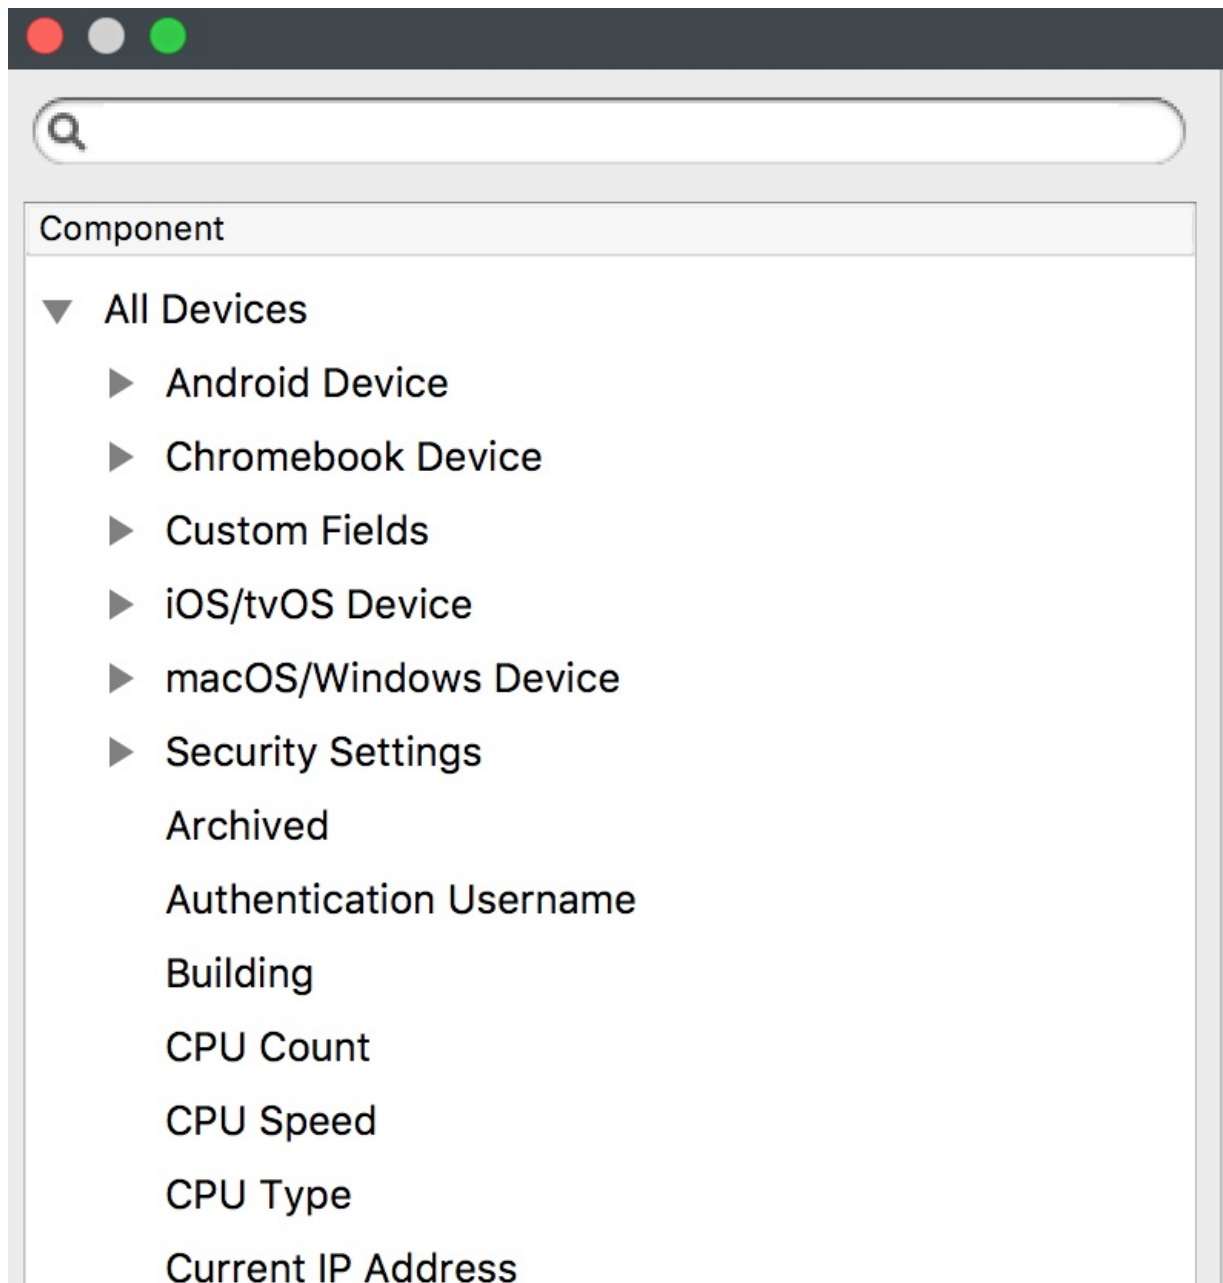 Component
All Devices
Android Device
Chromebook Device
Custom Fields
iOS/tvOS Device
macOS/Windows Device
Security Settings
Archived
Authentication Username
Building
CPU Count
CPU Speed
CPU Type
Current IP Address